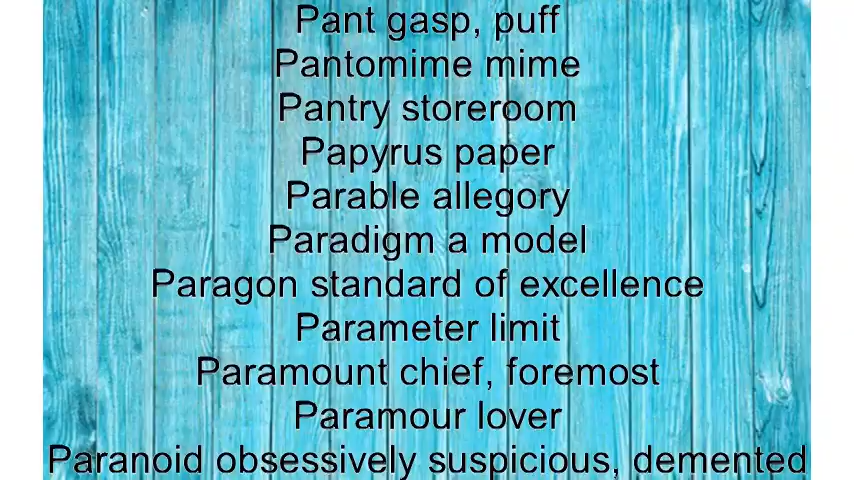 Pant gasp, puff
Pantomime mime
Pantry storeroom
Papyrus paper
Parable allegory
Paradigm a model
Paragon standard of excellence
Parameter limit
Paramount chief, foremost
Paramour lover
Paranoid obsessively suspicious, demented